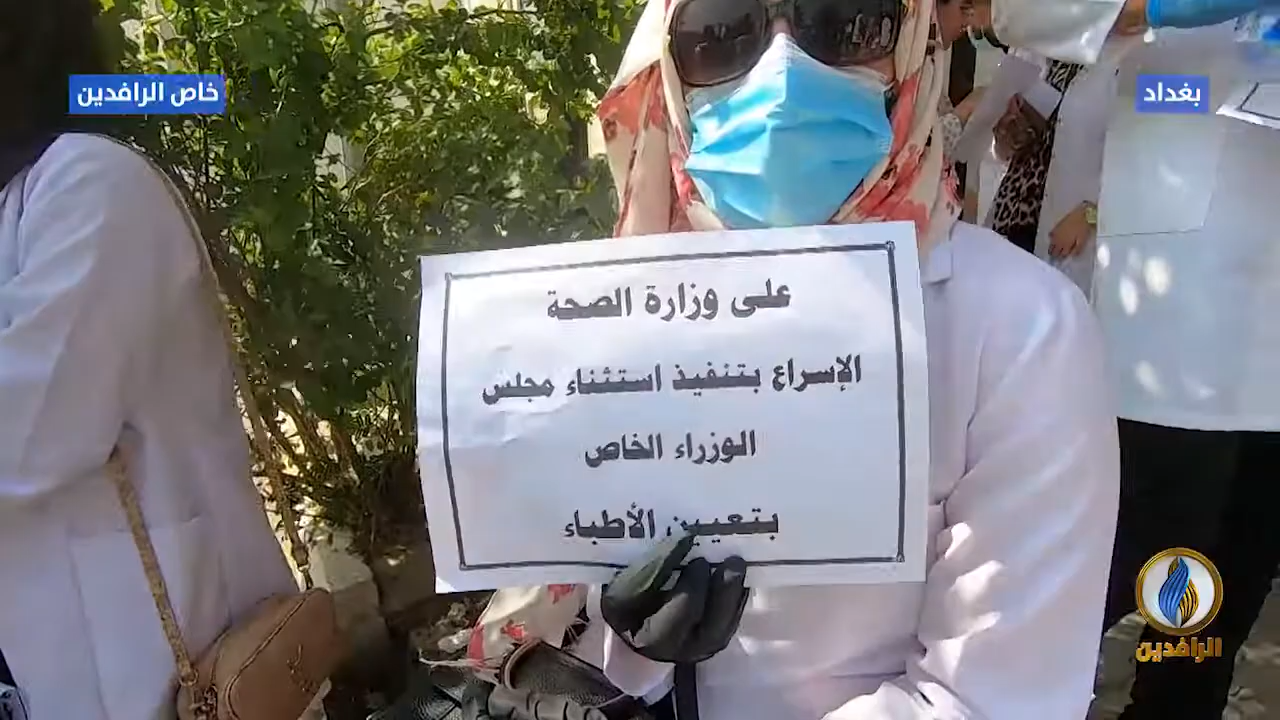 خاص الرافدين
بغداد
على وزارة الصحة
الإسراع بتنفيذ استثناء مجلس
الوزراء الخاص
بتعيين الأطباء
الرافدين